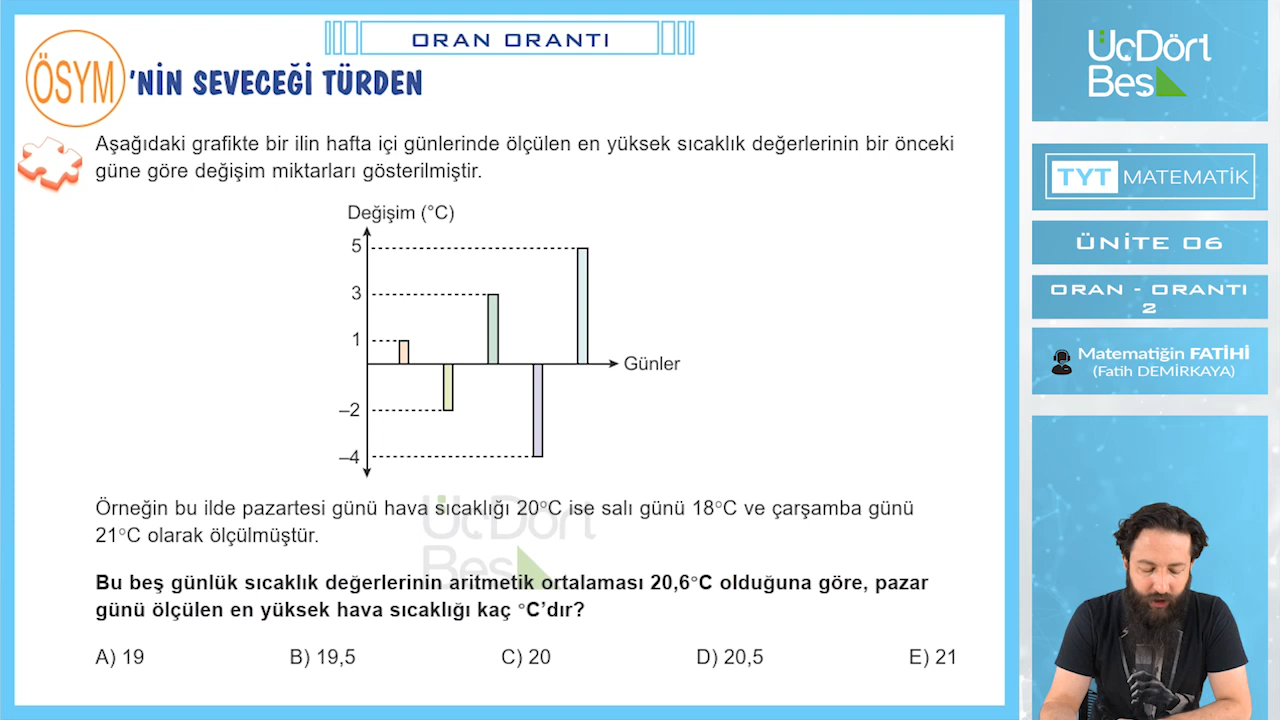 ORAN ORANTI
ÖSYM'NİN SEVECEĞİ TÜRDEN
Aşağıdaki grafikte bir ilin hafta içi günlerinde ölçülen en yüksek sıcaklık değerlerinin bir önceki
güne göre değişim miktarları gösterilmiştir.
Değişim (°C)
5
3
1
Günler
–2
–4
Örneğin bu ilde pazartesi günü hava sıcaklığı 20°C ise salı günü 18°C ve çarşamba günü
21°C olarak ölçülmüştür.
Bu beş günlük sıcaklık değerlerinin aritmetik ortalaması 20,6°C olduğuna göre, pazar
günü ölçülen en yüksek hava sıcaklığı kaç °C'dır?
A) 19 B) 19,5 C) 20 D) 20,5 E) 21
ÜçDört
Beş
ÜçDört
Beş
TYT MATEMATİK
ÜNİTE 06
ORAN - ORANTI
2
Matematiğin FATİHİ
(Fatih DEMİRKAYA)